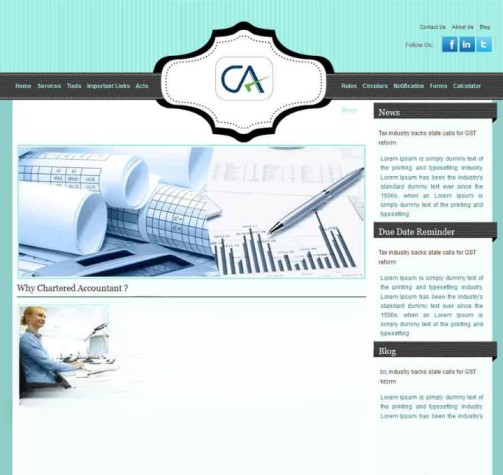 Contact Us About Us Blog
Follow Us: f in t
CA
Home Services Tools Important Links Acts
Rules Circulars Notification Forms Calculator
Blogs
News
Tax industry backs state calls for GST
reform
Lorem Ipsum is simply dummy text of
the printing and typesetting industry.
Lorem Ipsum has been the industry's
standard dummy text ever since the
1500s, when an Lorem Ipsum is
simply dummy text of the printing and
typesetting
Due Date Reminder
Tax industry backs state calls for GST
reform
Lorem Ipsum is simply dummy text of
the printing and typesetting industry.
Lorem Ipsum has been the industry's
standard dummy text ever since the
1500s, when an Lorem Ipsum is
simply dummy text of the printing and
typesetting
Why Chartered Accountant ?
Blog
industry backs state calls for GST
reform
Lorem Ipsum is simply dummy text of
the printing and typesetting industry.
Lorem Ipsum has been the industry's